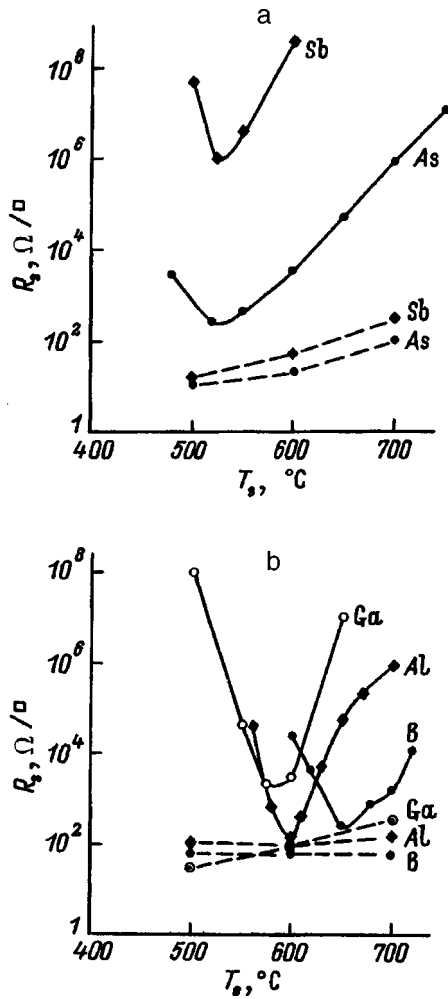 a
10⁸
Sb
10⁶
As
R_s, Ω/□
10⁴
Sb
10²
As
1
400 500 600 700
T_s, °C
b
10⁸
Ga
10⁶
Al
R_s, Ω/□
10⁴
B
Ga
10²
Al
B
1
400 500 600 700
T_s, °C